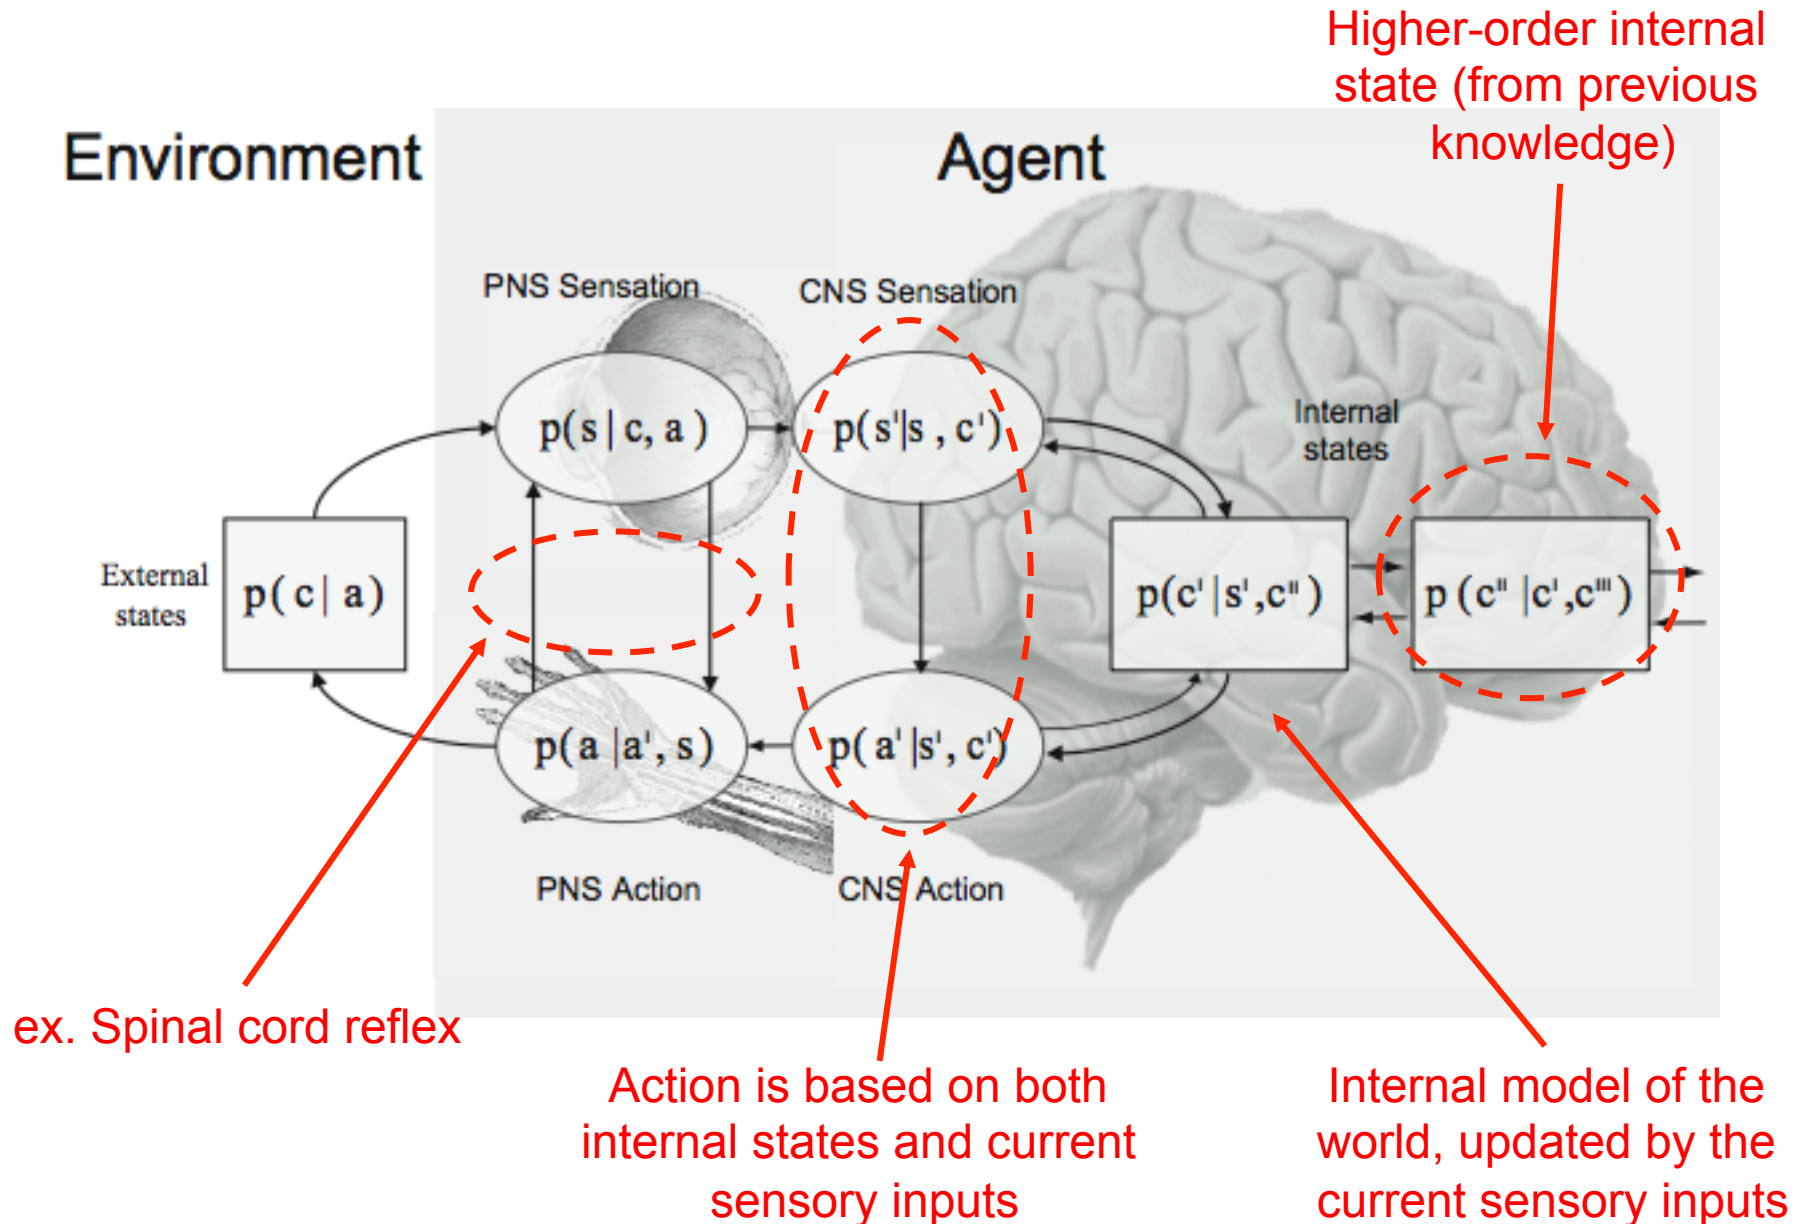 Higher-order internal
state (from previous
knowledge)
Environment
Agent
PNS Sensation
CNS Sensation
p(s | c, a )
p(s'|s , c')
Internal
states
External
states
p( c | a)
p(c' | s',c'')
p (c'' |c',c''')
p(a |a', s)
p( a' |s', c')
PNS Action
CNS Action
ex. Spinal cord reflex
Action is based on both
internal states and current
sensory inputs
Internal model of the
world, updated by the
current sensory inputs